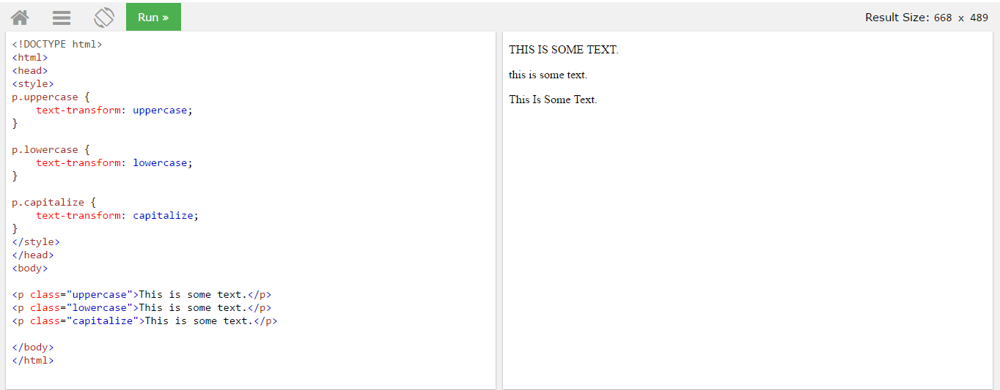 Run »
Result Size: 668 x 489
<!DOCTYPE html>
<html>
<head>
<style>
p.uppercase {
    text-transform: uppercase;
}

p.lowercase {
    text-transform: lowercase;
}

p.capitalize {
    text-transform: capitalize;
}
</style>
</head>
<body>

<p class="uppercase">This is some text.</p>
<p class="lowercase">This is some text.</p>
<p class="capitalize">This is some text.</p>

</body>
</html>
THIS IS SOME TEXT.
this is some text.
This Is Some Text.